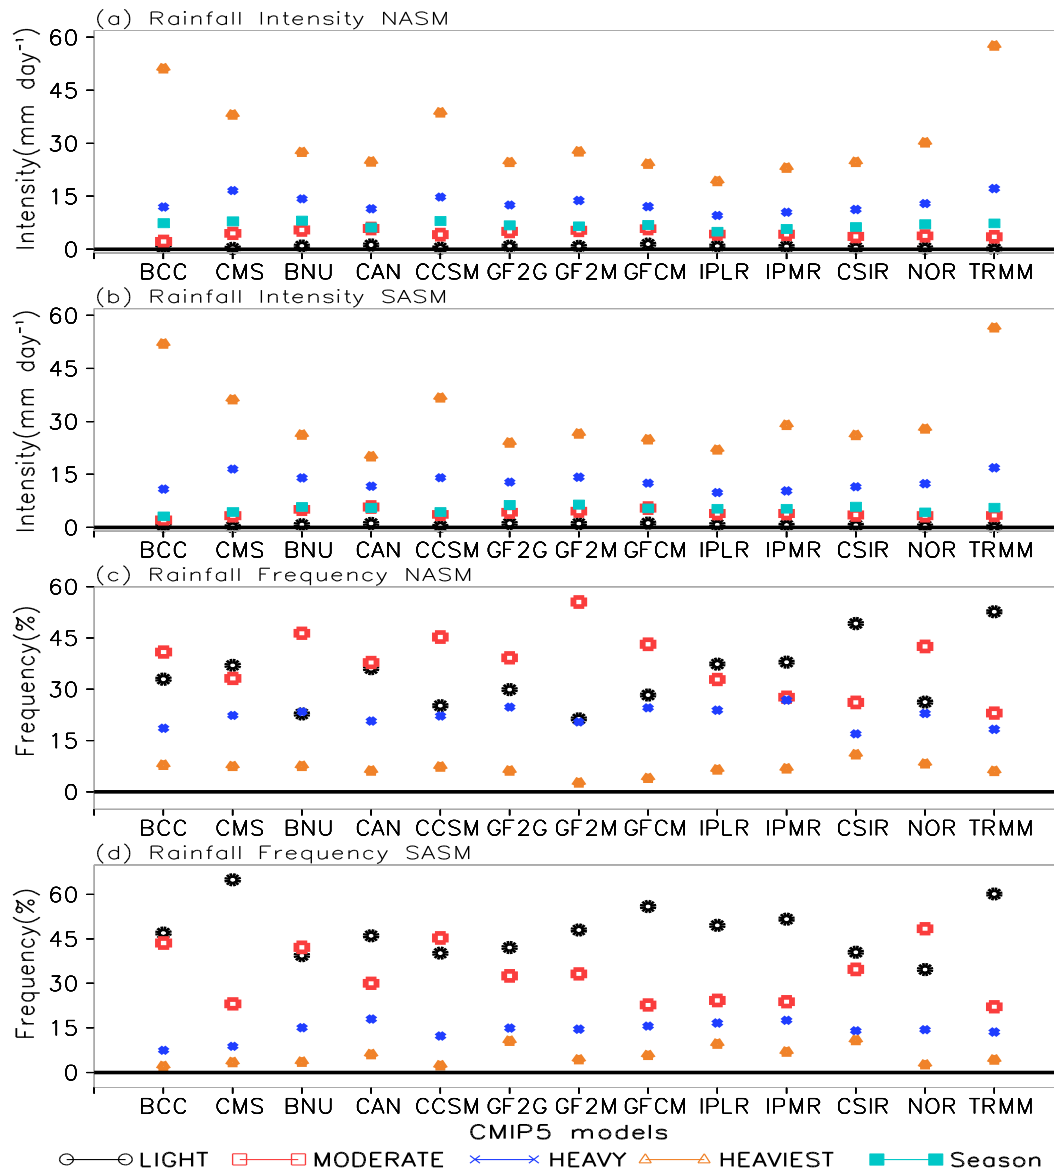 (a) Rainfall Intensity NASM
Intensity(mm day⁻¹)
60
45
30
15
0
BCC CMS BNU CAN CCSM GF2G GF2M GFCM IPLR IPMR CSIR NOR TRMM
(b) Rainfall Intensity SASM
Intensity(mm day⁻¹)
60
45
30
15
0
BCC CMS BNU CAN CCSM GF2G GF2M GFCM IPLR IPMR CSIR NOR TRMM
(c) Rainfall Frequency NASM
Frequency(%)
60
45
30
15
0
BCC CMS BNU CAN CCSM GF2G GF2M GFCM IPLR IPMR CSIR NOR TRMM
(d) Rainfall Frequency SASM
Frequency(%)
60
45
30
15
0
BCC CMS BNU CAN CCSM GF2G GF2M GFCM IPLR IPMR CSIR NOR TRMM
CMIP5 models
LIGHT MODERATE HEAVY HEAVIEST Season